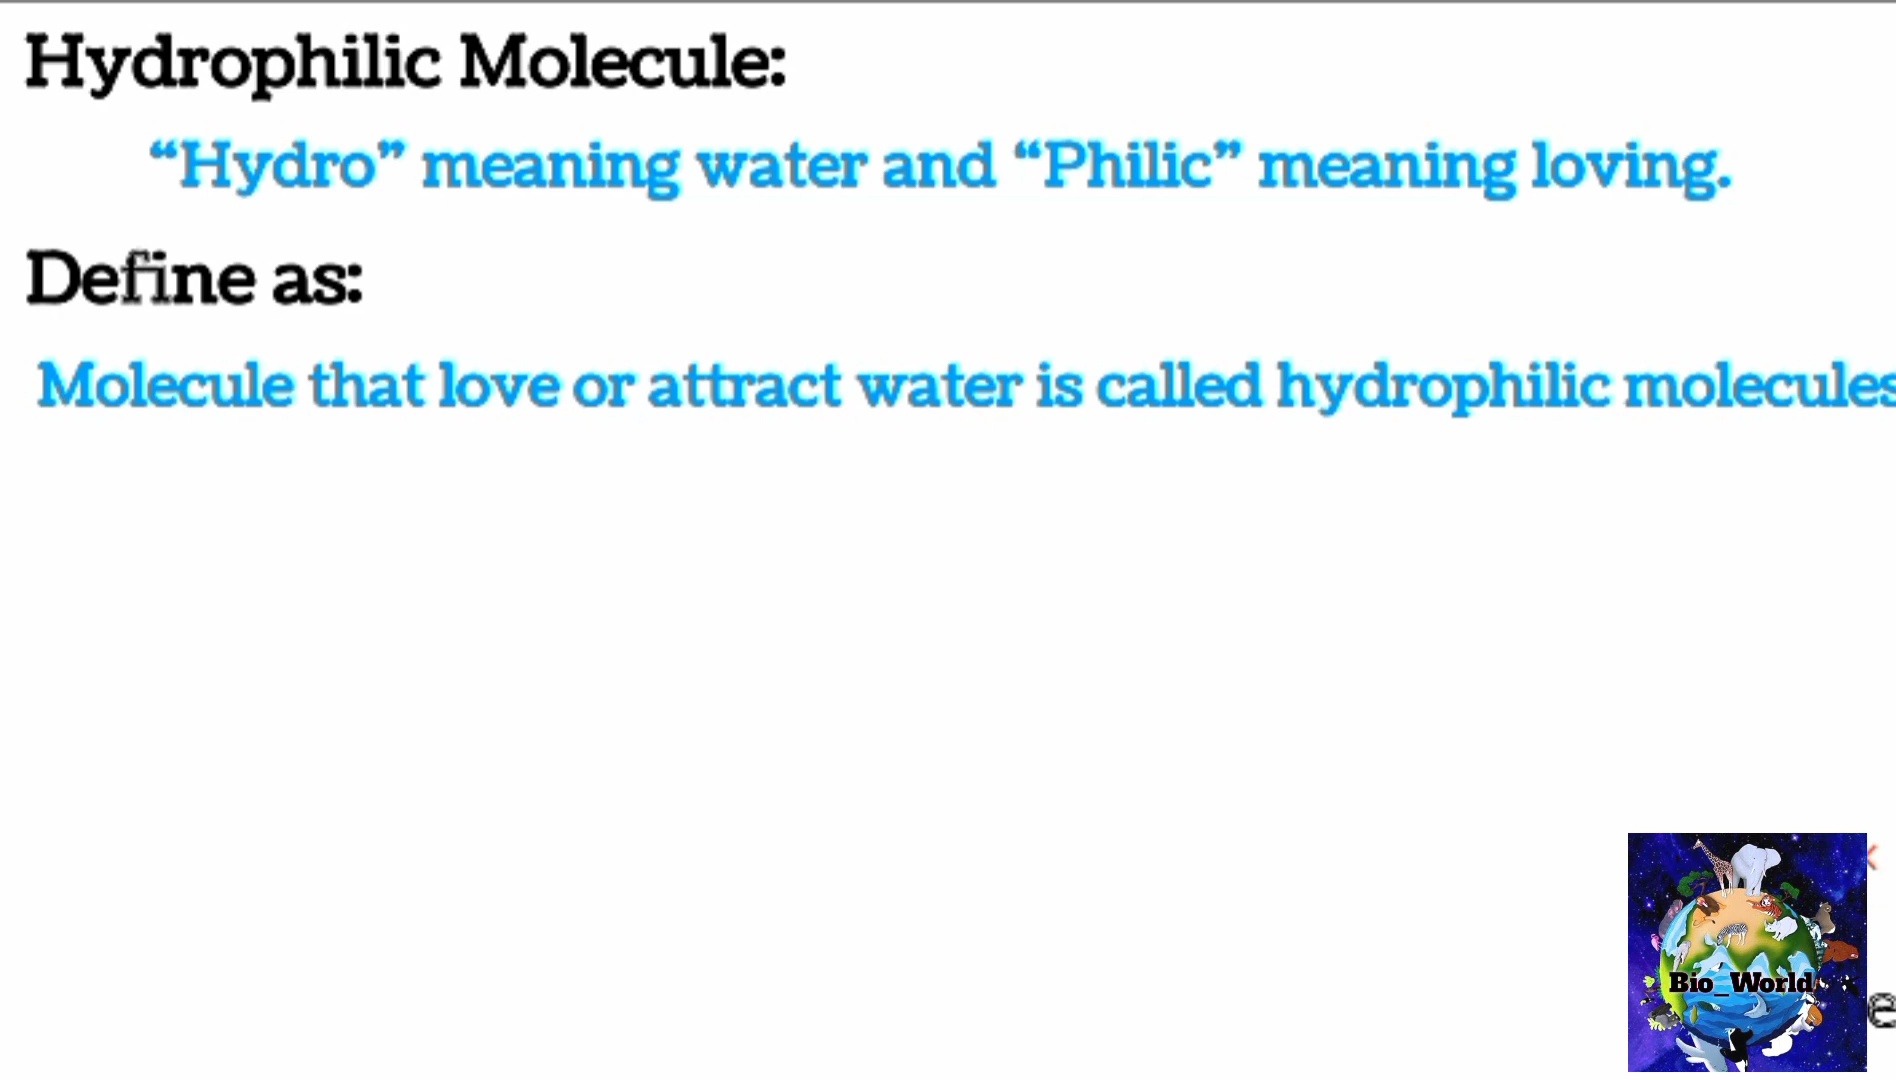 Hydrophilic Molecule:
“Hydro” meaning water and “Philic” meaning loving.
Define as:
Molecule that love or attract water is called hydrophilic molecules
Bio_World
e